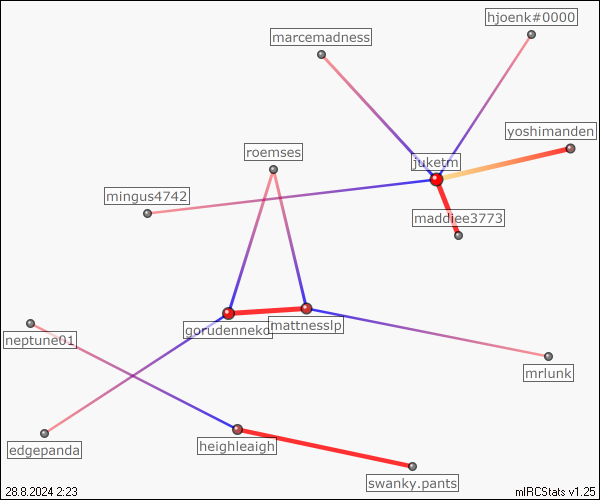 hjoenk#0000
marcemadness
yoshimanden
roemses
juketm
mingus4742
maddiee3773
gorudenneko
mattnesslp
neptune01
mrlunk
heighleaigh
edgepanda
swanky.pants
28.8.2024 2:23
mIRCStats v1.25